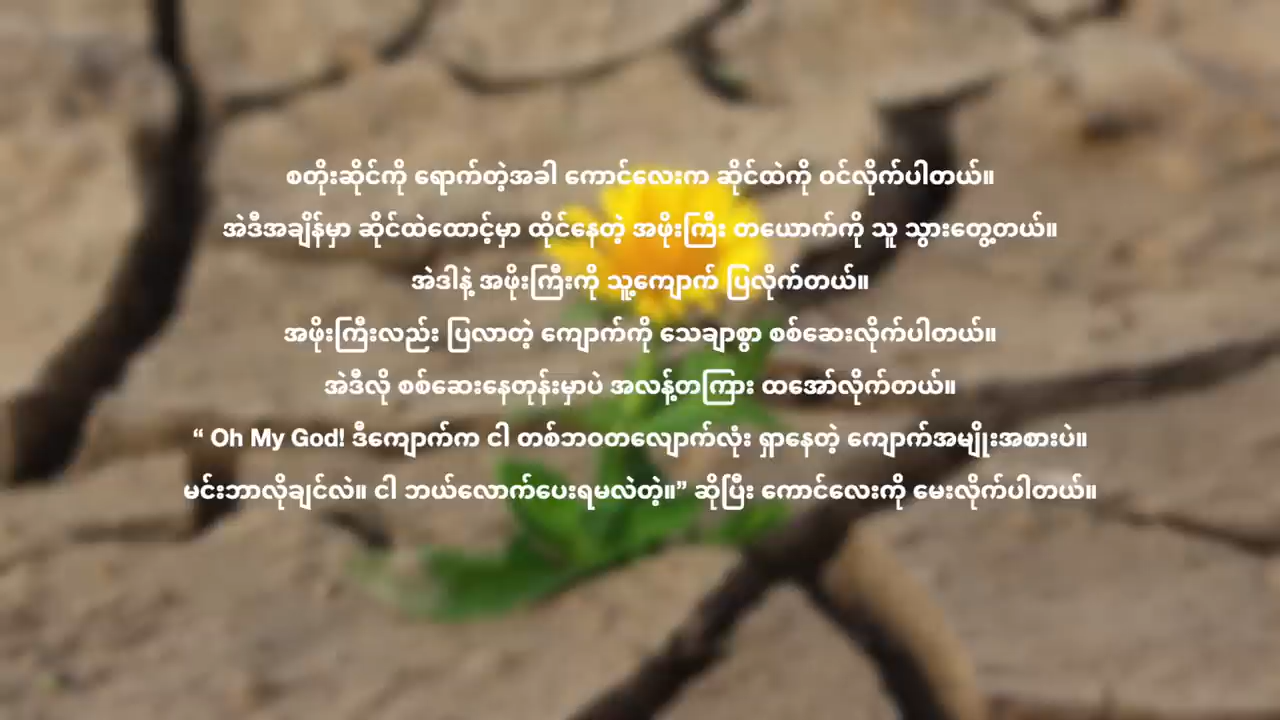 စတိုးဆိုင်ကို ရောက်တဲ့အခါ ကောင်လေးက ဆိုင်ထဲကို ဝင်လိုက်ပါတယ်။
အဲဒီအချိန်မှာ ဆိုင်ထဲထောင့်မှာ ထိုင်နေတဲ့ အဖိုးကြီး တယောက်ကို သူ သွားတွေ့တယ်။
အဲဒါနဲ့ အဖိုးကြီးကို သူ့ကျောက် ပြလိုက်တယ်။
အဖိုးကြီးလည်း ပြလာတဲ့ ကျောက်ကို သေချာစွာ စစ်ဆေးလိုက်ပါတယ်။
အဲဒီလို စစ်ဆေးနေတုန်းမှာပဲ အလန့်တကြား ထအော်လိုက်တယ်။
“ Oh My God! ဒီကျောက်က ငါ တစ်ဘဝတလျောက်လုံး ရှာနေတဲ့ ကျောက်အမျိုးအစားပဲ။
မင်းဘာလိုချင်လဲ။ ငါ ဘယ်လောက်ပေးရမလဲတဲ့။” ဆိုပြီး ကောင်လေးကို မေးလိုက်ပါတယ်။